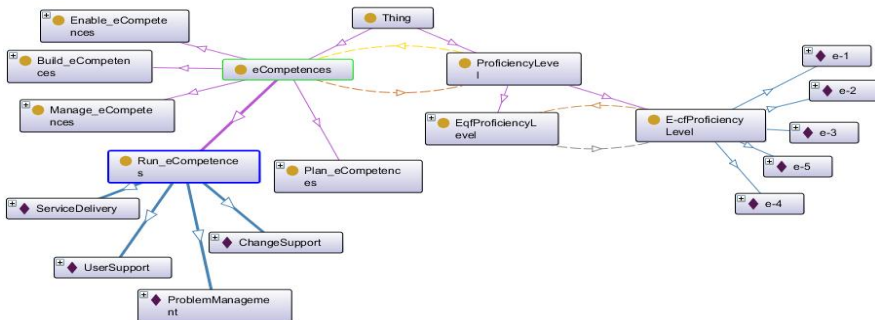 Enable_eCompete
nces
Thing
Build_eCompeten
ces
eCompetences
ProficiencyLeve
l
e-1
e-2
Manage_eCompete
nces
EqfProficiencyL
evel
E-cfProficiency
Level
e-3
Run_eCompetence
s
Plan_eCompetenc
es
e-5
e-4
ServiceDelivery
ChangeSupport
UserSupport
ProblemManageme
nt